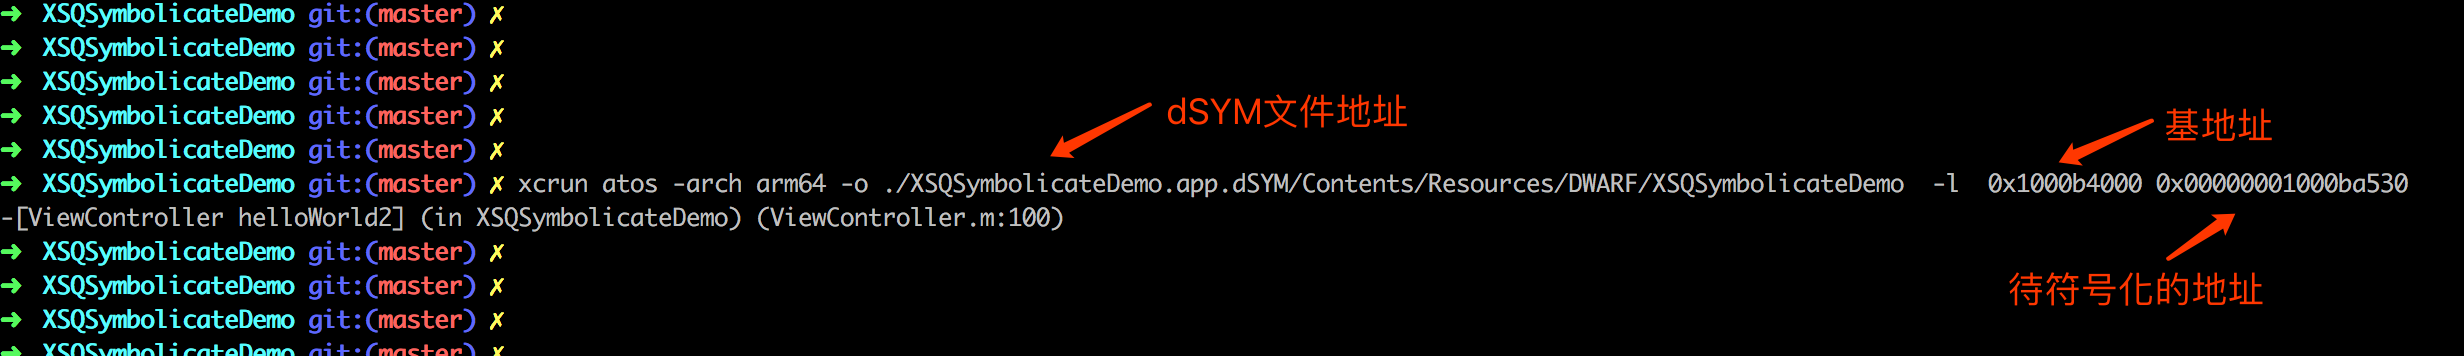 ➜ XSQSymbolicateDemo git:(master) ✗
➜ XSQSymbolicateDemo git:(master) ✗
➜ XSQSymbolicateDemo git:(master) ✗
➜ XSQSymbolicateDemo git:(master) ✗
dSYM文件地址
基地址
➜ XSQSymbolicateDemo git:(master) ✗
➜ XSQSymbolicateDemo git:(master) ✗ xcrun atos -arch arm64 -o ./XSQSymbolicateDemo.app.dSYM/Contents/Resources/DWARF/XSQSymbolicateDemo  -l  0x1000b4000 0x00000001000ba530
-[ViewController helloWorld2] (in XSQSymbolicateDemo) (ViewController.m:100)
➜ XSQSymbolicateDemo git:(master) ✗
➜ XSQSymbolicateDemo git:(master) ✗
待符号化的地址
➜ XSQSymbolicateDemo git:(master) ✗
➜ XSQSymbolicateDemo git:(master) ✗